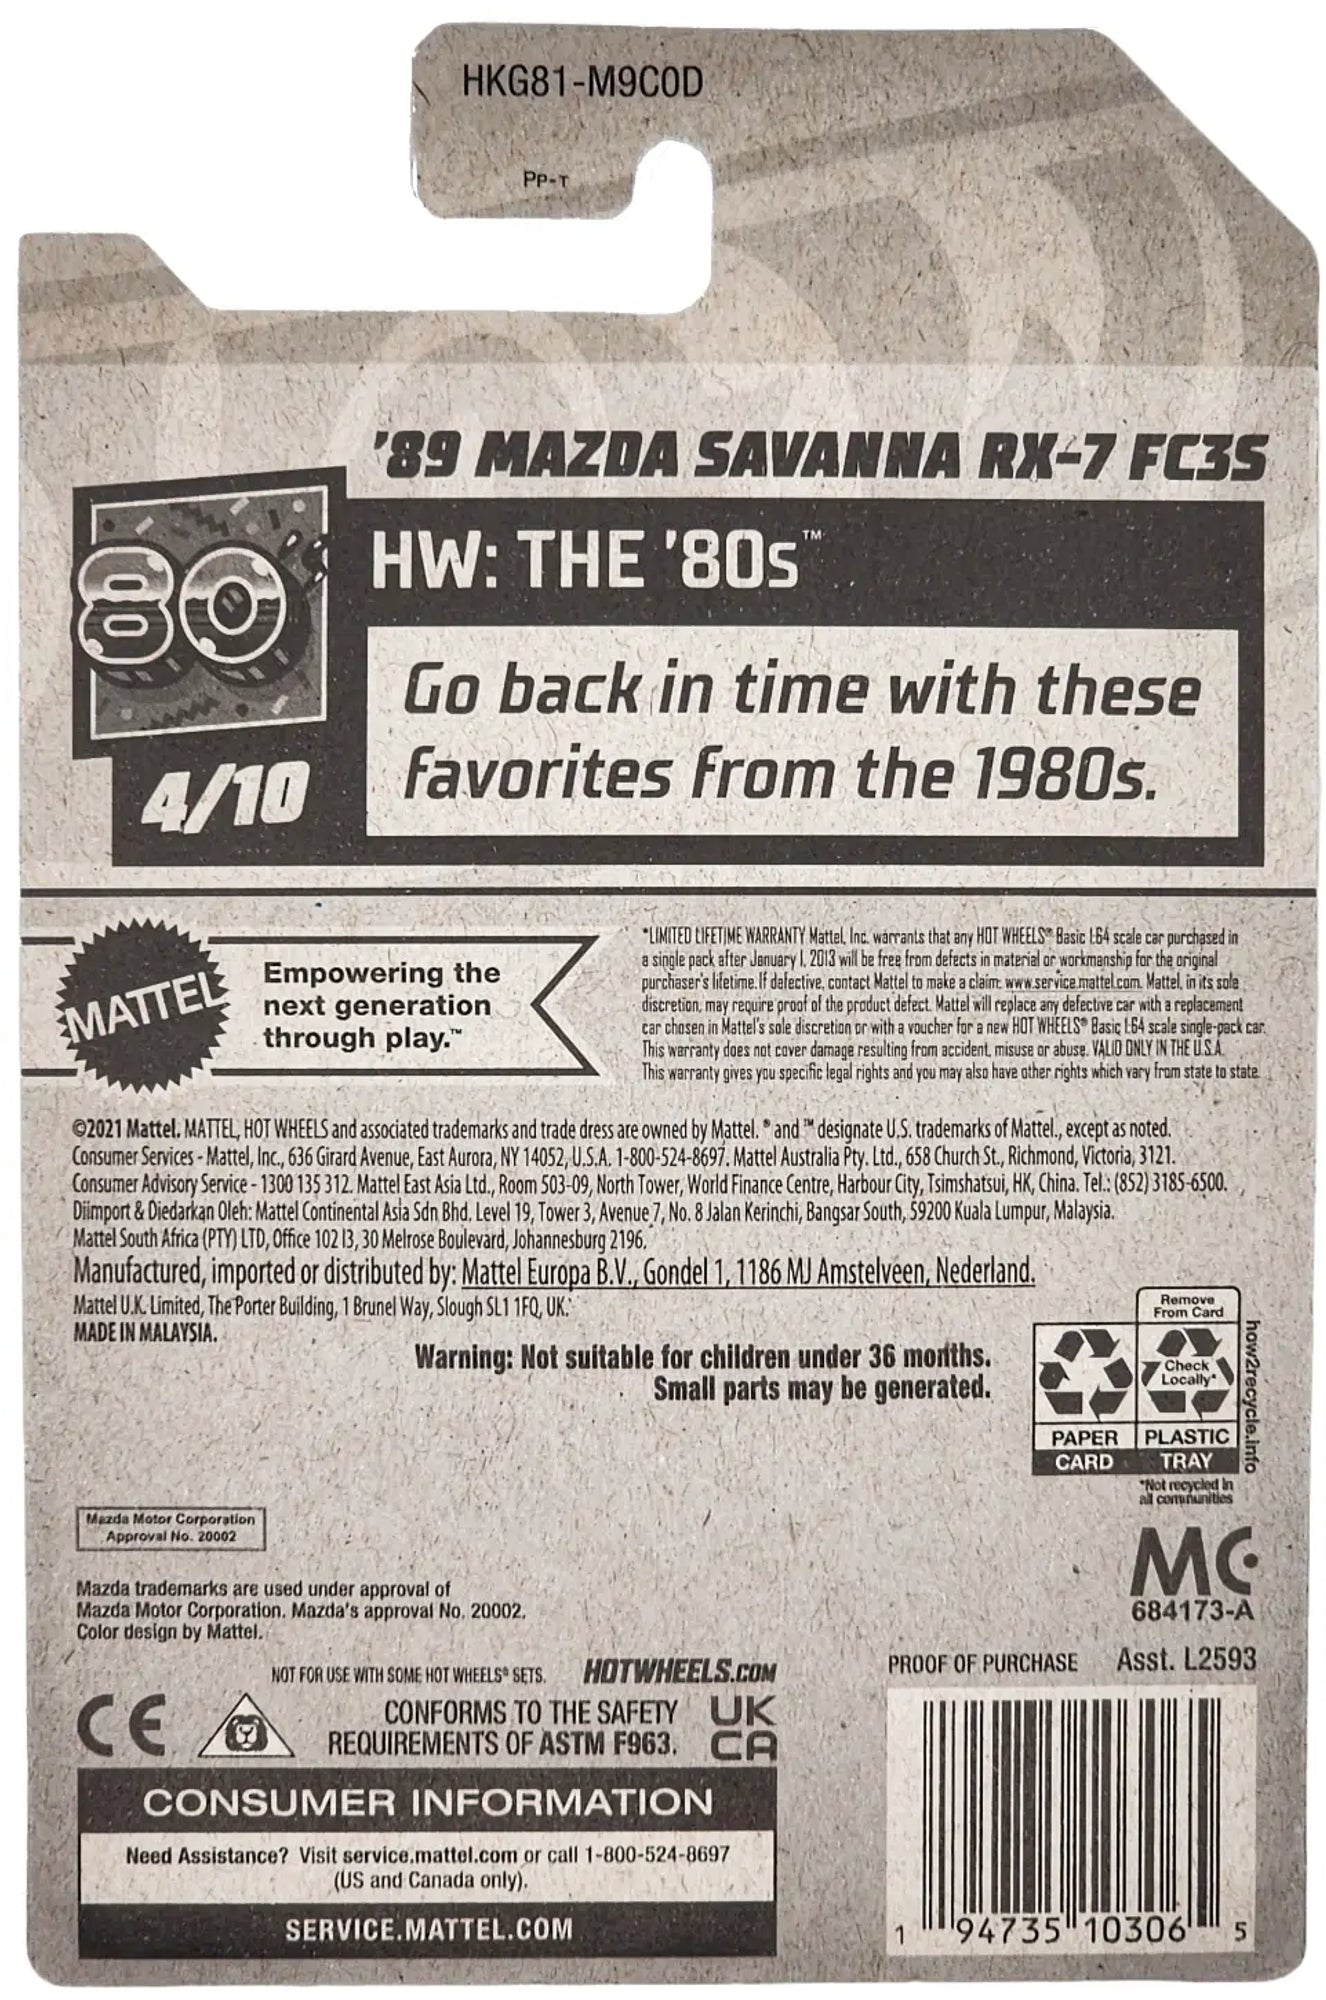 HKG81-M9C0D
PP-T
'89 MAZDA SAVANNA RX-7 FC3S
80
HW: THE '80s™
Go back in time with these
favorites from the 1980s.
4/10
MATTEL
Empowering the
next generation
through play.™
*LIMITED LIFETIME WARRANTY Mattel, Inc. warrants that any HOT WHEELS® Basic 1:64 scale car purchased in
a single pack after January 1, 2013 will be free from defects in material or workmanship for the original
purchaser's lifetime. If defective, contact Mattel to make a claim: www.service.mattel.com. Mattel, in its sole
discretion, may require proof of the product defect. Mattel will replace any defective car with a replacement
car chosen in Mattel's sole discretion or with a voucher for a new HOT WHEELS® Basic 1:64 scale single-pack car.
This warranty does not cover damage resulting from accident, misuse or abuse. VALID ONLY IN THE U.S.A.
This warranty gives you specific legal rights and you may also have other rights which vary from state to state.
©2021 Mattel. MATTEL, HOT WHEELS and associated trademarks and trade dress are owned by Mattel. ® and ™ designate U.S. trademarks of Mattel., except as noted.
Consumer Services - Mattel, Inc., 636 Girard Avenue, East Aurora, NY 14052, U.S.A. 1-800-524-8697. Mattel Australia Pty. Ltd., 658 Church St., Richmond, Victoria, 3121.
Consumer Advisory Service - 1300 135 312. Mattel East Asia Ltd., Room 503-09, North Tower, World Finance Centre, Harbour City, Tsimshatsui, HK, China. Tel.: (852) 3185-6500.
Diimport & Diedarkan Oleh: Mattel Continental Asia Sdn Bhd. Level 19, Tower 3, Avenue 7, No. 8 Jalan Kerinchi, Bangsar South, 59200 Kuala Lumpur, Malaysia.
Mattel South Africa (PTY) LTD, Office 102 I3, 30 Melrose Boulevard, Johannesburg 2196.
Manufactured, imported or distributed by: Mattel Europa B.V., Gondel 1, 1186 MJ Amstelveen, Nederland.
Mattel U.K. Limited, The Porter Building, 1 Brunel Way, Slough SL1 1FQ, UK.
MADE IN MALAYSIA.
Warning: Not suitable for children under 36 months.
Small parts may be generated.
Remove
From Card
Check
Locally*
PAPER
CARD
PLASTIC
TRAY
how2recycle.info
*Not recycled in
all communities
Mazda Motor Corporation
Approval No. 20002
MC
684173-A
Mazda trademarks are used under approval of
Mazda Motor Corporation. Mazda's approval No. 20002.
Color design by Mattel.
NOT FOR USE WITH SOME HOT WHEELS® SETS. HOTWHEELS.COM
PROOF OF PURCHASE Asst. L2593
CE
CONFORMS TO THE SAFETY
REQUIREMENTS OF ASTM F963.
UK
CA
CONSUMER INFORMATION
Need Assistance? Visit service.mattel.com or call 1-800-524-8697
(US and Canada only).
SERVICE.MATTEL.COM
1 94735 10306 5